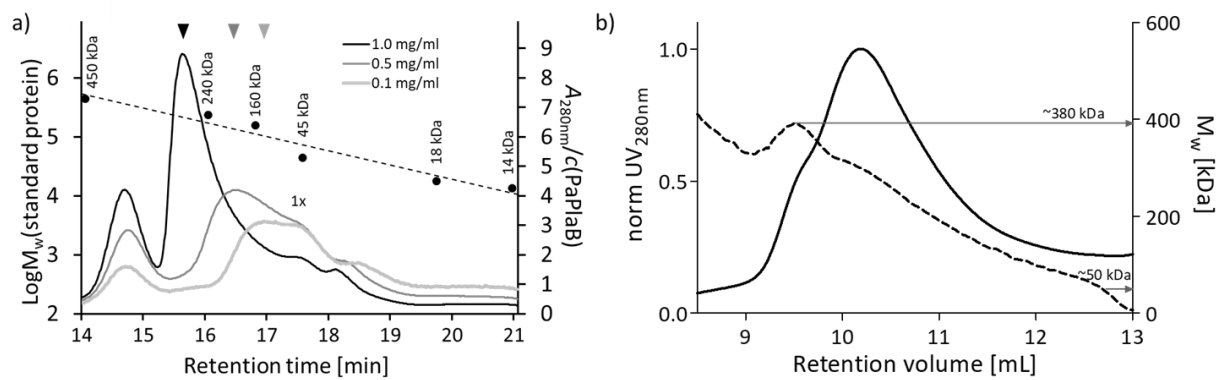 a)
1.0 mg/ml
0.5 mg/ml
0.1 mg/ml
450 kDa
240 kDa
160 kDa
45 kDa
18 kDa
14 kDa
1x
LogMw(standard protein)
6
5
4
3
2
A280nm/c(PaPlaB)
9
8
7
6
5
4
3
2
1
0
14 15 16 17 18 19 20 21
Retention time [min]
b)
norm UV280nm
1.0
0.5
0.0
~380 kDa
~50 kDa
Mw [kDa]
600
400
200
0
9 10 11 12 13
Retention volume [mL]